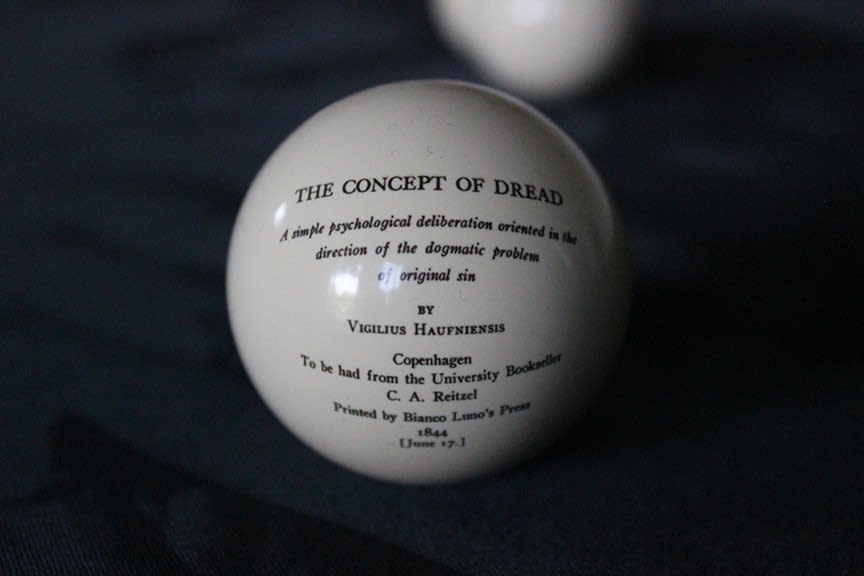 THE CONCEPT OF DREAD
A simple psychological deliberation oriented in the
direction of the dogmatic problem
of original sin
BY
VIGILIUS HAUFNIENSIS
Copenhagen
To be had from the University Bookseller
C. A. Reitzel
Printed by Bianco Luno's Press
1844
[June 17.]